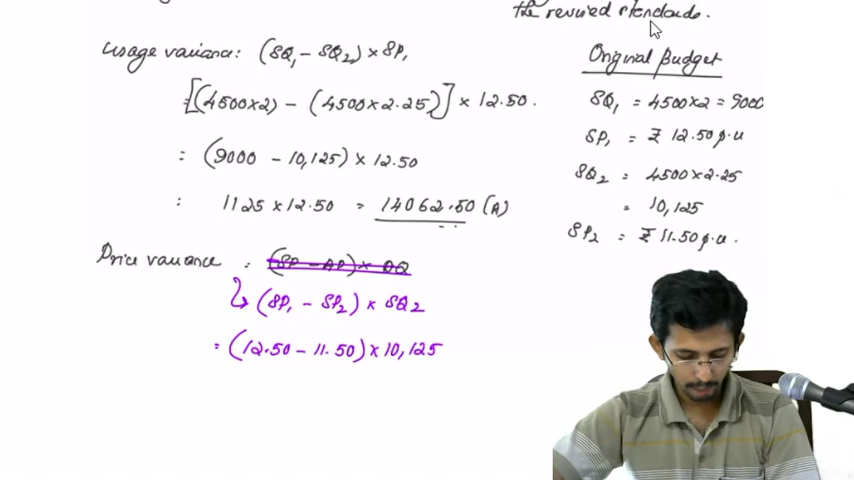 the revised standards.
Usage variance: (SQ₁ - SQ₂) × SP₁
= [(4500×2) - (4500×2.25)] × 12.50.
= (9000 - 10,125) × 12.50
: 1125 × 12.50 = 14062.50 (A)
Price variance : (SP - AP) × AQ
(SP₁ - SP₂) × SQ₂
= (12.50 - 11.50) × 10,125
Original Budget
SQ₁ = 4500×2 = 9000
SP₁ = ₹ 12.50 p.u
SQ₂ = 4500×2.25
= 10,125
SP₂ = ₹ 11.50 p.u.